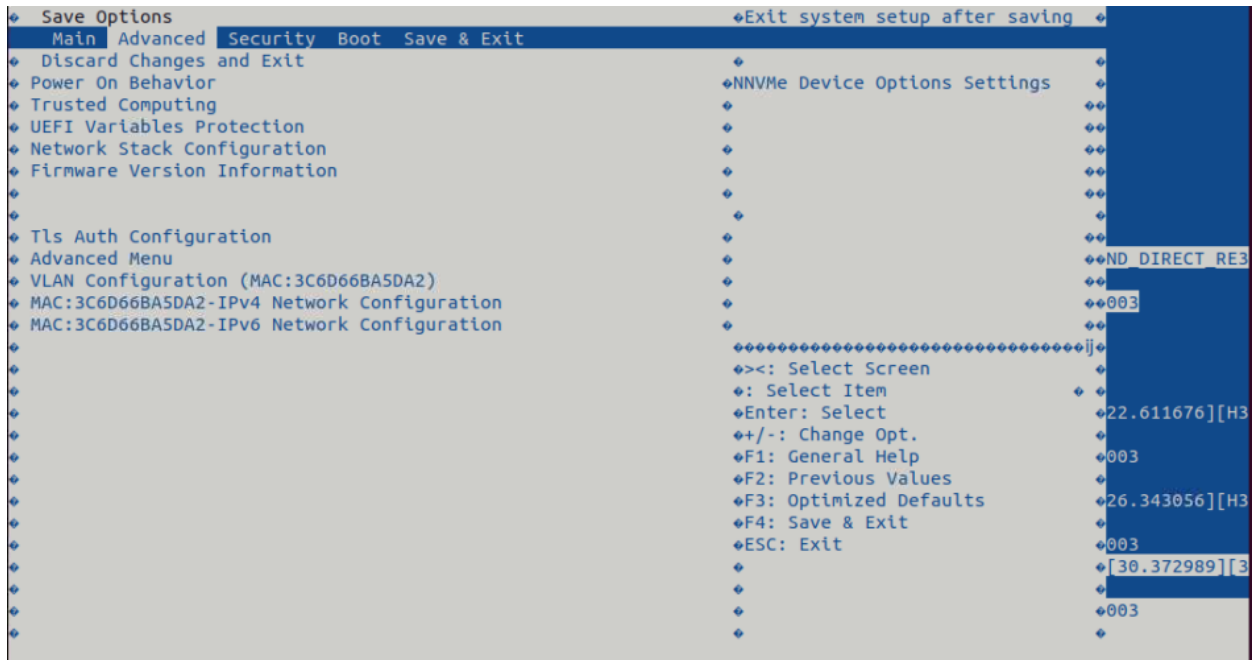 Save Options Exit system setup after saving
Main Advanced Security Boot Save & Exit
Discard Changes and Exit
Power On Behavior NNVMe Device Options Settings
Trusted Computing
UEFI Variables Protection
Network Stack Configuration
Firmware Version Information
Tls Auth Configuration
Advanced Menu ND_DIRECT_RE3
VLAN Configuration (MAC:3C6D66BA5DA2)
MAC:3C6D66BA5DA2-IPv4 Network Configuration 003
MAC:3C6D66BA5DA2-IPv6 Network Configuration
ij
><: Select Screen
: Select Item
Enter: Select 22.611676][H3
+/-: Change Opt.
F1: General Help 003
F2: Previous Values
F3: Optimized Defaults 26.343056][H3
F4: Save & Exit
ESC: Exit 003
[30.372989][3
003